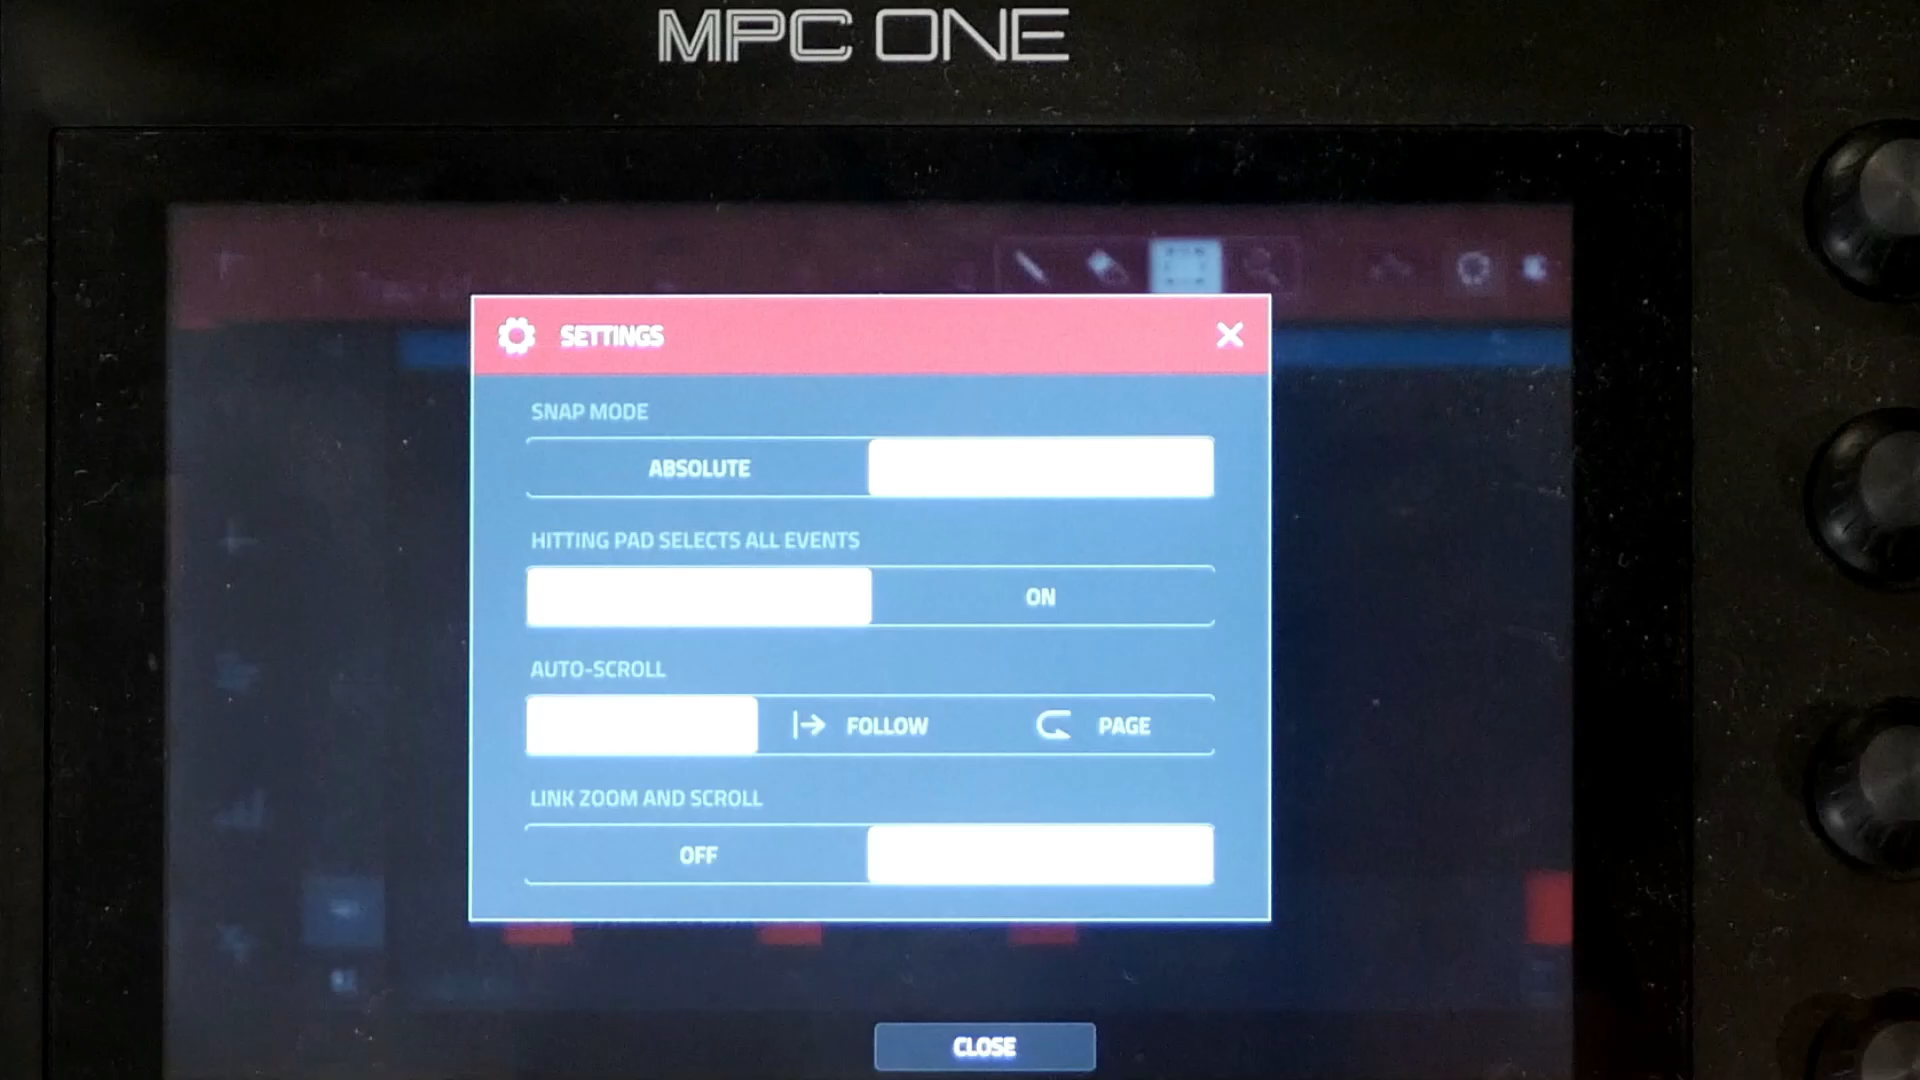 MPC ONE
SETTINGS
SNAP MODE
ABSOLUTE
HITTING PAD SELECTS ALL EVENTS
ON
AUTO-SCROLL
FOLLOW PAGE
LINK ZOOM AND SCROLL
OFF
CLOSE